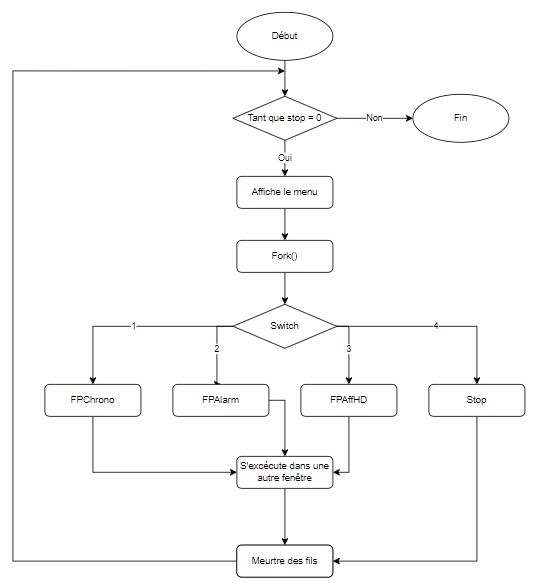 Début
Tant que stop = 0
Non
Fin
Oui
Affiche le menu
Fork()
Switch
1
2
3
4
FPChrono
FPAlarm
FPAffHD
Stop
S'excécute dans une
autre fenêtre
Meurtre des fils